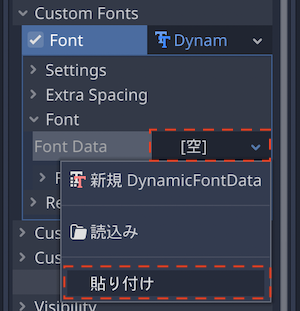 Custom Fonts
Font Dynam
Settings
Extra Spacing
Font
Font Data [空]
F
新規 DynamicFontData
Re
読込み
Cus
Cus
貼り付け
Visibility